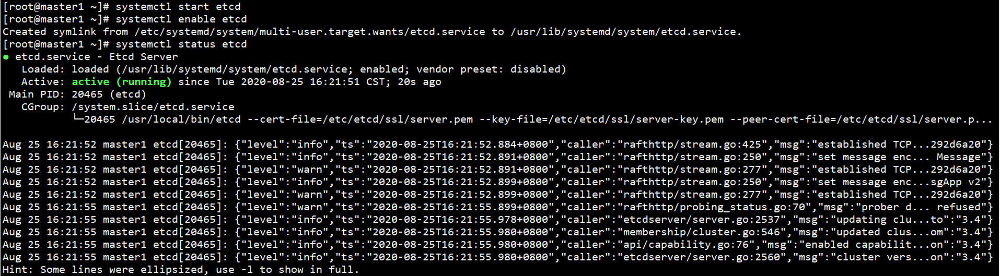 [root@master1 ~]# systemctl start etcd
[root@master1 ~]# systemctl enable etcd
Created symlink from /etc/systemd/system/multi-user.target.wants/etcd.service to /usr/lib/systemd/system/etcd.service.
[root@master1 ~]# systemctl status etcd
● etcd.service - Etcd Server
   Loaded: loaded (/usr/lib/systemd/system/etcd.service; enabled; vendor preset: disabled)
   Active: active (running) since Tue 2020-08-25 16:21:51 CST; 20s ago
 Main PID: 20465 (etcd)
   CGroup: /system.slice/etcd.service
           └─20465 /usr/local/bin/etcd --cert-file=/etc/etcd/ssl/server.pem --key-file=/etc/etcd/ssl/server-key.pem --peer-cert-file=/etc/etcd/ssl/server.p...
Aug 25 16:21:52 master1 etcd[20465]: {"level":"info","ts":"2020-08-25T16:21:52.884+0800","caller":"rafthttp/stream.go:425","msg":"established TCP...292d6a20"}
Aug 25 16:21:52 master1 etcd[20465]: {"level":"info","ts":"2020-08-25T16:21:52.891+0800","caller":"rafthttp/stream.go:250","msg":"set message enc... Message"}
Aug 25 16:21:52 master1 etcd[20465]: {"level":"warn","ts":"2020-08-25T16:21:52.891+0800","caller":"rafthttp/stream.go:277","msg":"established TCP...292d6a20"}
Aug 25 16:21:52 master1 etcd[20465]: {"level":"info","ts":"2020-08-25T16:21:52.899+0800","caller":"rafthttp/stream.go:250","msg":"set message enc...sgApp v2"}
Aug 25 16:21:52 master1 etcd[20465]: {"level":"warn","ts":"2020-08-25T16:21:52.899+0800","caller":"rafthttp/stream.go:277","msg":"established TCP...292d6a20"}
Aug 25 16:21:55 master1 etcd[20465]: {"level":"warn","ts":"2020-08-25T16:21:55.899+0800","caller":"rafthttp/probing_status.go:70","msg":"prober d... refused"}
Aug 25 16:21:55 master1 etcd[20465]: {"level":"info","ts":"2020-08-25T16:21:55.978+0800","caller":"etcdserver/server.go:2537","msg":"updating clu...to":"3.4"}
Aug 25 16:21:55 master1 etcd[20465]: {"level":"info","ts":"2020-08-25T16:21:55.980+0800","caller":"membership/cluster.go:546","msg":"updated clus...om":"3.4"}
Aug 25 16:21:55 master1 etcd[20465]: {"level":"info","ts":"2020-08-25T16:21:55.980+0800","caller":"api/capability.go:76","msg":"enabled capabilit...on":"3.4"}
Aug 25 16:21:55 master1 etcd[20465]: {"level":"info","ts":"2020-08-25T16:21:55.980+0800","caller":"etcdserver/server.go:2560","msg":"cluster vers...on":"3.4"}
Hint: Some lines were ellipsized, use -l to show in full.